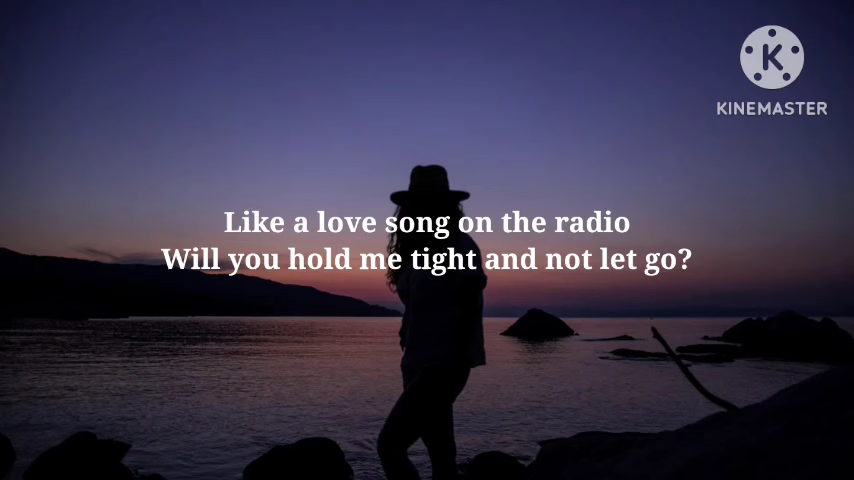 KINEMASTER
Like a love song on the radio
Will you hold me tight and not let go?